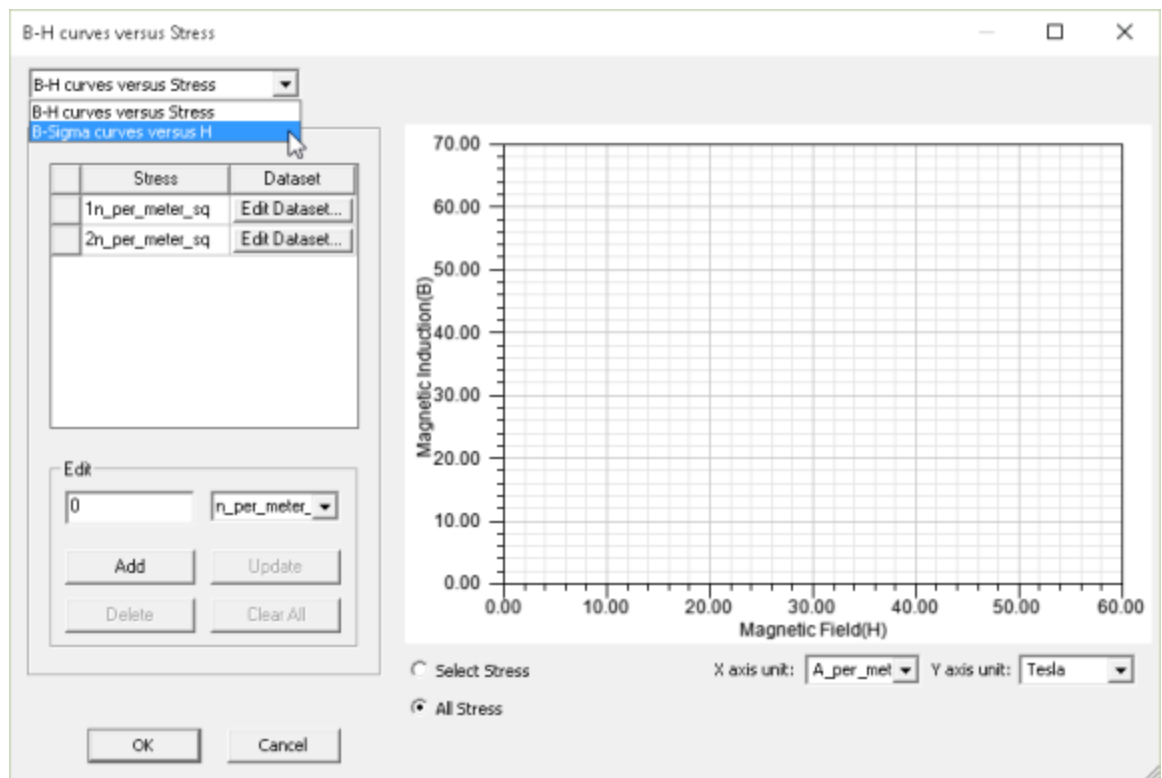 B-H curves versus Stress
B-H curves versus Stress
B-H curves versus Stress
B-Sigma curves versus H
Stress Dataset
1n_per_meter_sq Edit Dataset...
2n_per_meter_sq Edit Dataset...
Edit
0 n_per_meter_
Add Update
Delete Clear All
OK Cancel
Magnetic Induction(B)
70.00
60.00
50.00
40.00
30.00
20.00
10.00
0.00
0.00 10.00 20.00 30.00 40.00 50.00 60.00
Magnetic Field(H)
Select Stress X axis unit: A_per_met Y axis unit: Tesla
All Stress